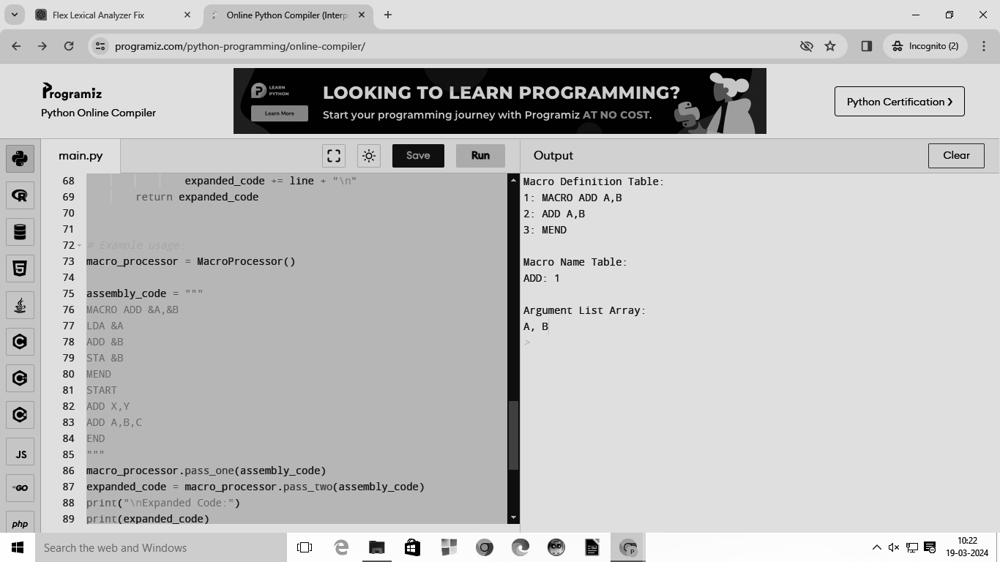 Flex Lexical Analyzer Fix
Online Python Compiler (Interp
programiz.com/python-programming/online-compiler/
Incognito (2)
Programiz
Python Online Compiler
LEARN
PYTHON
Learn More
LOOKING TO LEARN PROGRAMMING?
Start your programming journey with Programiz AT NO COST.
Python Certification ❯
main.py
Save
Run
Output
Clear
68 expanded_code += line + "\n"
69 return expanded_code
70
71
72 # Example usage:
73 macro_processor = MacroProcessor()
74
75 assembly_code = """
76 MACRO ADD &A,&B
77 LDA &A
78 ADD &B
79 STA &B
80 MEND
81 START
82 ADD X,Y
83 ADD A,B,C
84 END
85 """
86 macro_processor.pass_one(assembly_code)
87 expanded_code = macro_processor.pass_two(assembly_code)
88 print("\nExpanded Code:")
89 print(expanded_code)
Macro Definition Table:
1: MACRO ADD A,B
2: ADD A,B
3: MEND
Macro Name Table:
ADD: 1
Argument List Array:
A, B
>
JS
GO
php
Search the web and Windows
10:22
19-03-2024